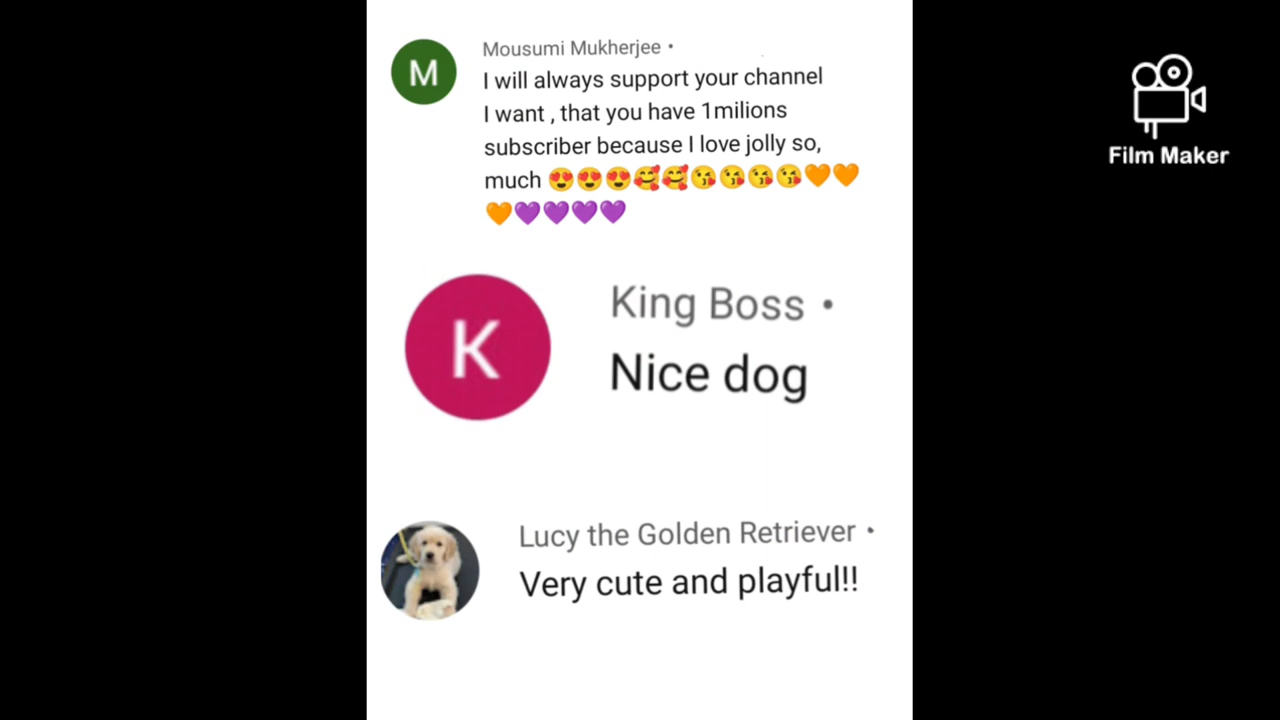 M
Mousumi Mukherjee •
I will always support your channel
I want , that you have 1milions
subscriber because I love jolly so,
much 😍😍😍🥰🥰😘😘😘😘🧡🧡
🧡💜💜💜💜
Film Maker
K
King Boss •
Nice dog
Lucy the Golden Retriever •
Very cute and playful!!